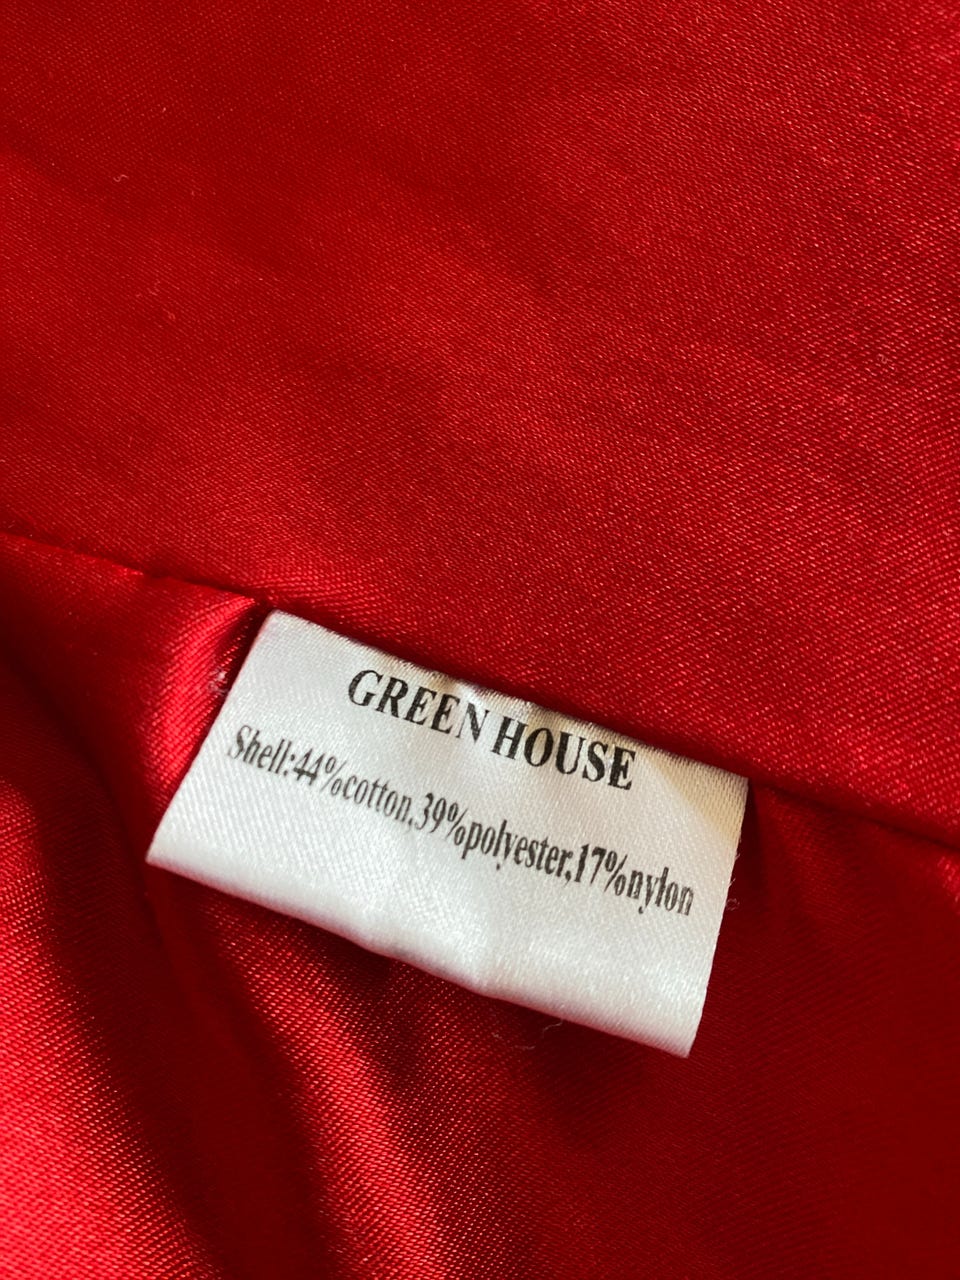 GREEN HOUSE
Shell:44%cotton,39%polyester,17%nylon